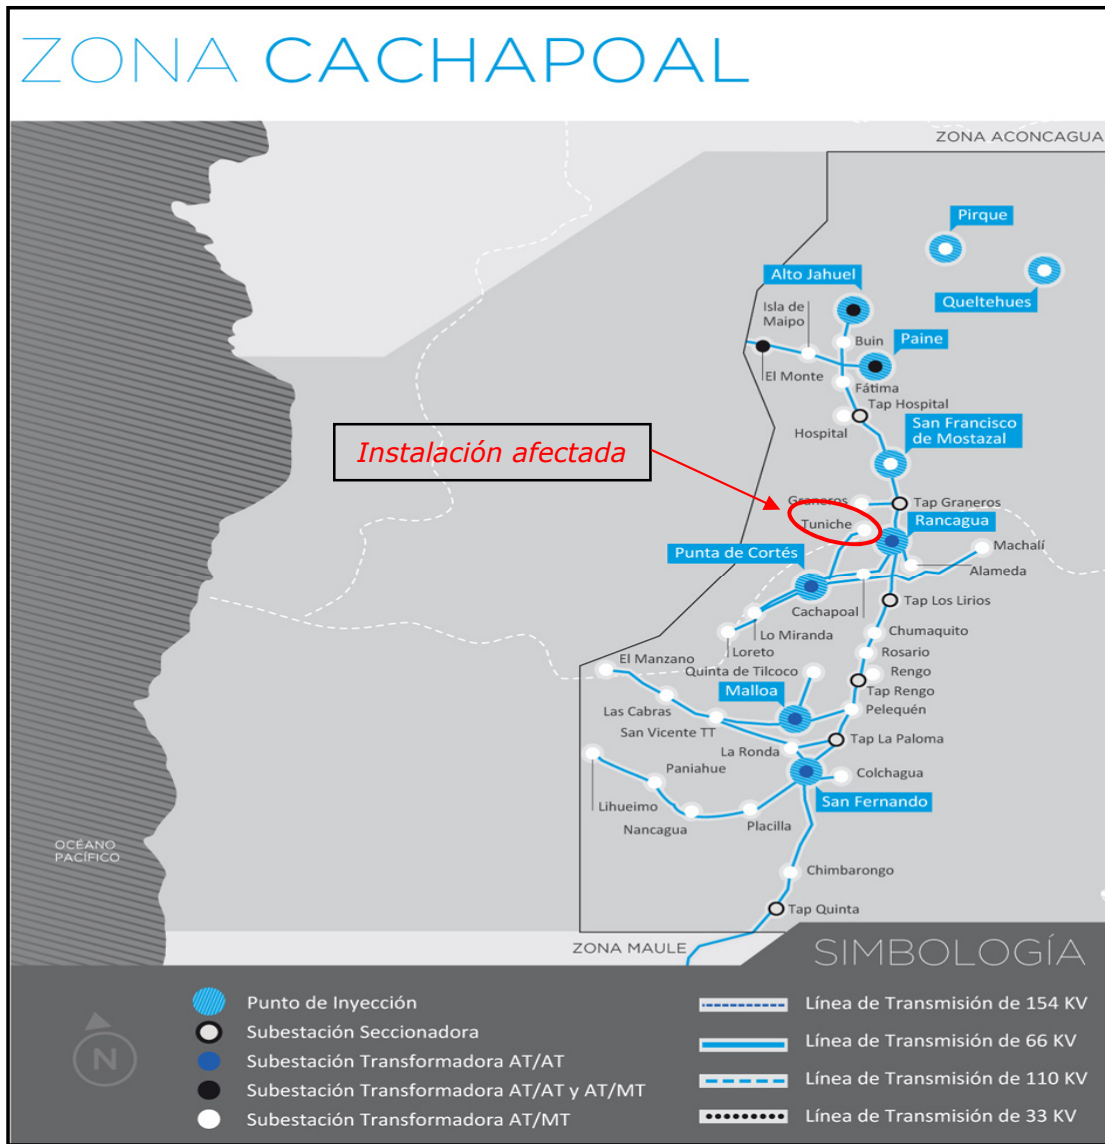 ZONA CACHAPOAL
ZONA ACONCAGUA
Pirque
Alto Jahuel
Queltehues
Isla de
Maipo
Buin
Paine
El Monte
Fátima
Tap Hospital
Hospital
San Francisco
de Mostazal
Instalación afectada
Graneros
Tap Graneros
Tuniche
Rancagua
Machalí
Punta de Cortés
Alameda
Cachapoal
Tap Los Lirios
Lo Miranda
Chumaquito
Loreto
Rosario
El Manzano
Quinta de Tilcoco
Rengo
Malloa
Tap Rengo
Las Cabras
Pelequén
San Vicente TT
Tap La Paloma
La Ronda
Paniahue
Colchagua
Lihueimo
San Fernando
Nancagua
Placilla
OCÉANO
PACÍFICO
Chimbarongo
Tap Quinta
ZONA MAULE
SIMBOLOGÍA
N
Punto de Inyección
Subestación Seccionadora
Subestación Transformadora AT/AT
Subestación Transformadora AT/AT y AT/MT
Subestación Transformadora AT/MT
Línea de Transmisión de 154 KV
Línea de Transmisión de 66 KV
Línea de Transmisión de 110 KV
Línea de Transmisión de 33 KV